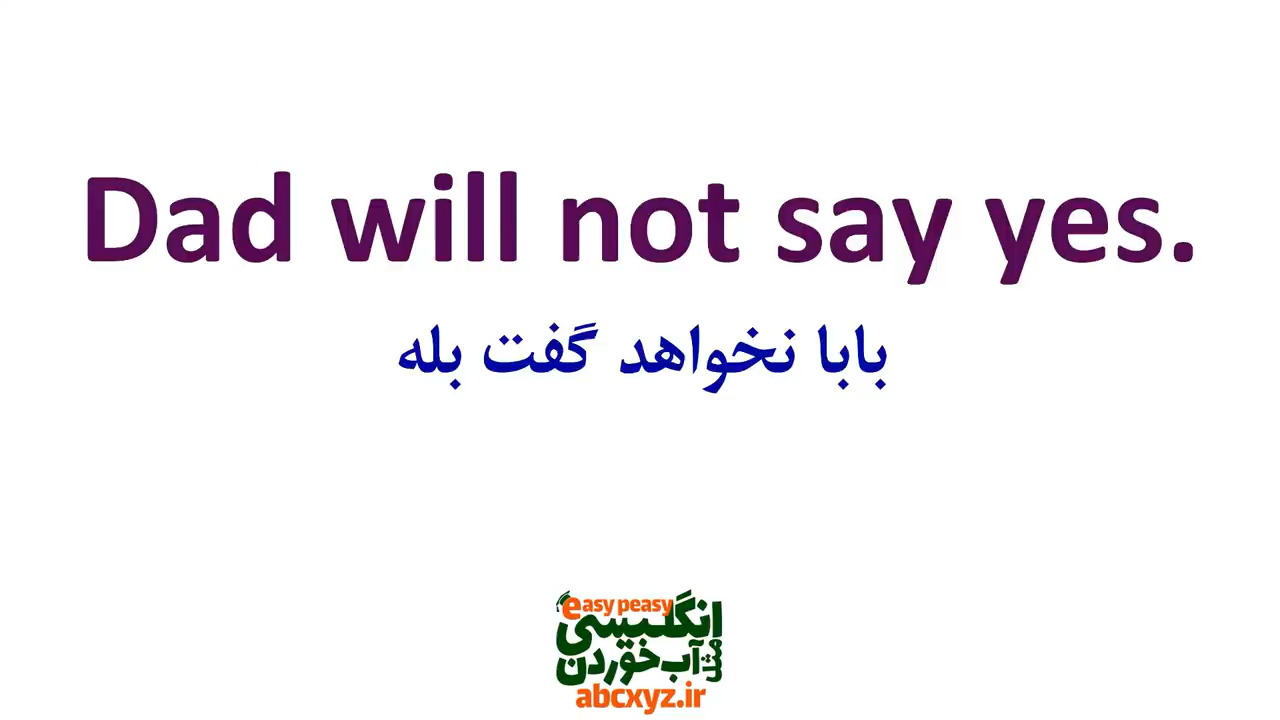 Dad will not say yes.
بابا نخواهد گفت بله
easy peasy
انگلیسی
مثل آب خوردن
abcxyz.ir